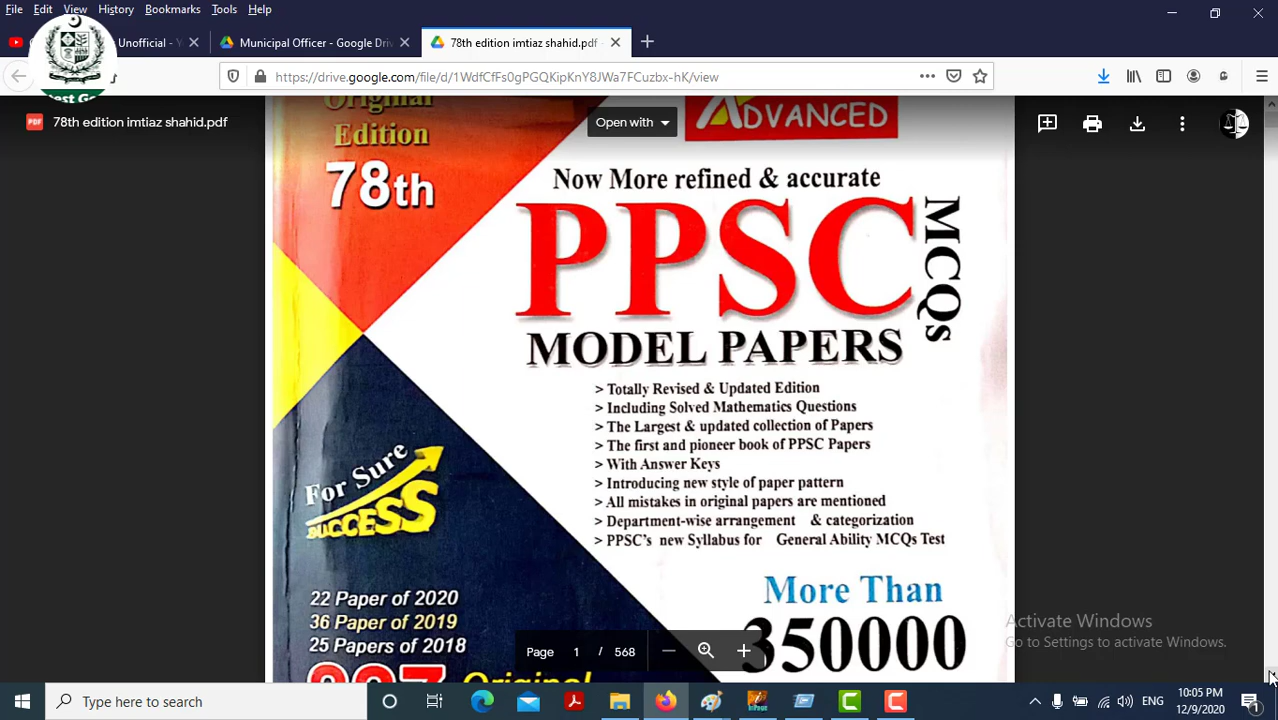 File Edit View History Bookmarks Tools Help
Unofficial - Y
Municipal Officer - Google Driv
78th edition imtiaz shahid.pdf -
https://drive.google.com/file/d/1WdfCfFs0gPGQKipKnY8JWa7FCuzbx-hK/view
78th edition imtiaz shahid.pdf
Open with
Original
Edition
78th
ADVANCED
Now More refined & accurate
PPSC
MCQs
MODEL PAPERS
> Totally Revised & Updated Edition
> Including Solved Mathematics Questions
> The Largest & updated collection of Papers
> The first and pioneer book of PPSC Papers
> With Answer Keys
> Introducing new style of paper pattern
> All mistakes in original papers are mentioned
> Department-wise arrangement & categorization
> PPSC's new Syllabus for General Ability MCQs Test
For Sure
SUCCESS
More Than
350000
22 Paper of 2020
36 Paper of 2019
25 Papers of 2018
Original
Page 1 / 568
Activate Windows
Go to Settings to activate Windows.
Type here to search
ENG
10:05 PM
12/9/2020